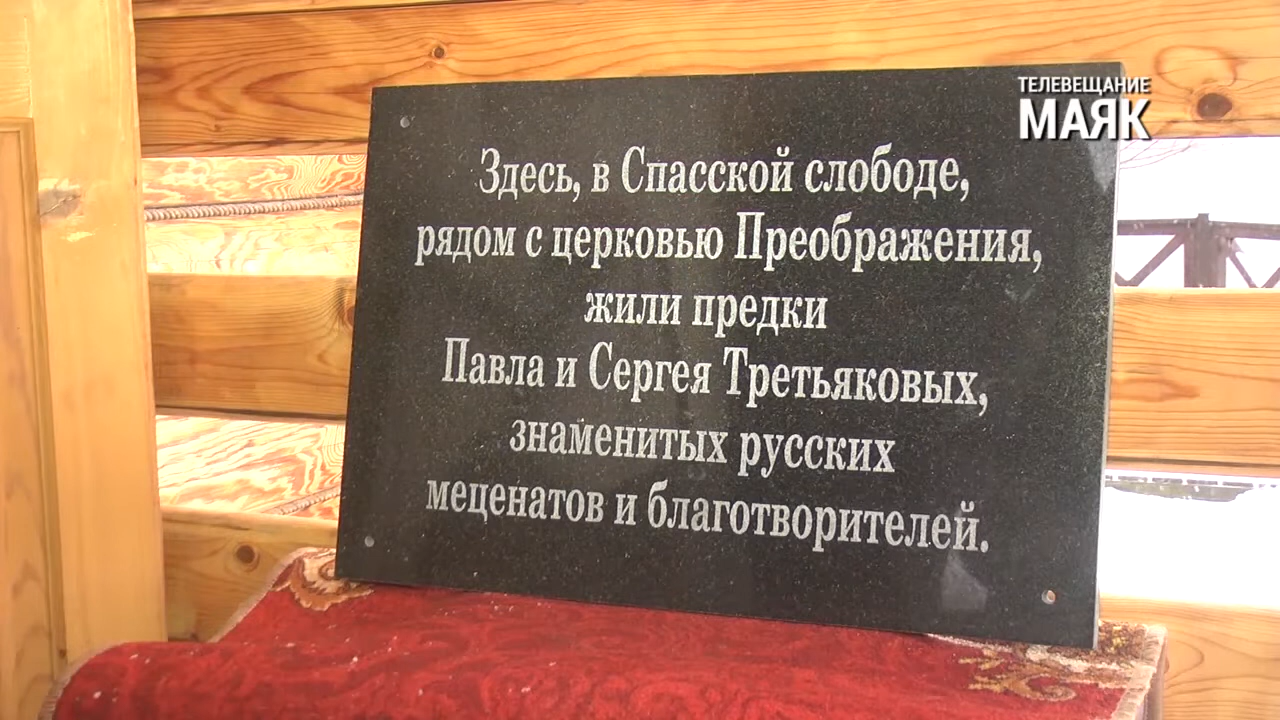 ТЕЛЕВЕЩАНИЕ
МАЯК
Здесь, в Спасской слободе,
рядом с церковью Преображения,
жили предки
Павла и Сергея Третьяковых,
знаменитых русских
меценатов и благотворителей.